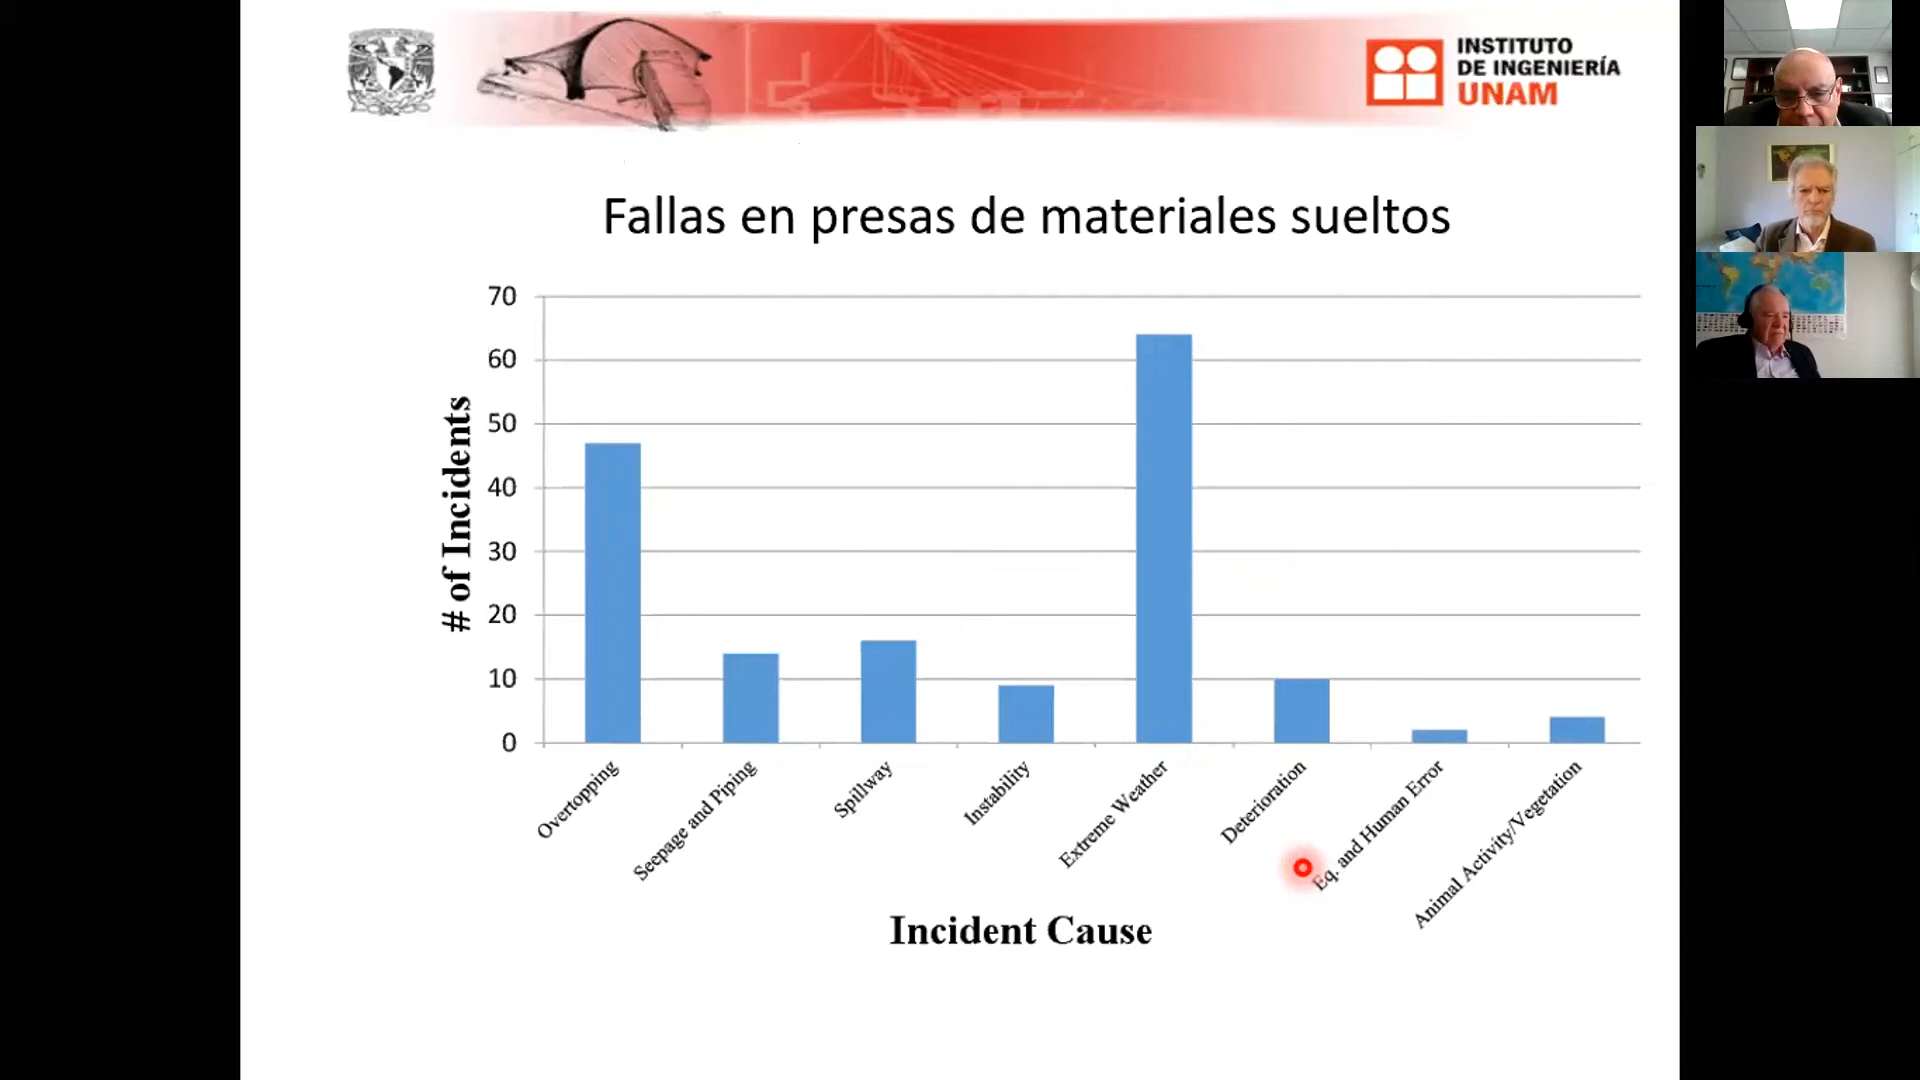 INSTITUTO
DE INGENIERÍA
UNAM
Fallas en presas de materiales sueltos
70
60
50
40
30
20
10
0
# of Incidents
Overtopping
Seepage and Piping
Spillway
Instability
Extreme Weather
Deterioration
Eq. and Human Error
Animal Activity/Vegetation
Incident Cause